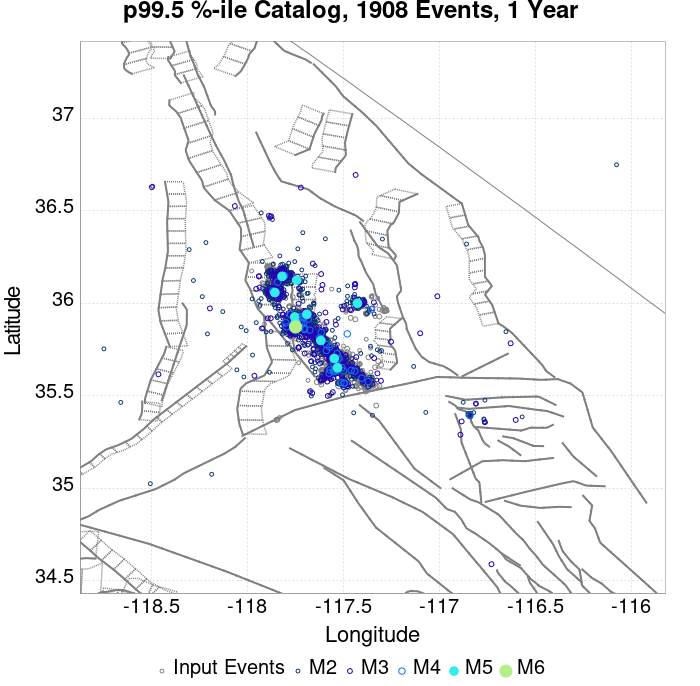 p99.5 %-ile Catalog, 1908 Events, 1 Year
37
36.5
36
35.5
35
34.5
Latitude
-118.5 -118 -117.5 -117 -116.5 -116
Longitude
Input Events M2 M3 M4 M5 M6